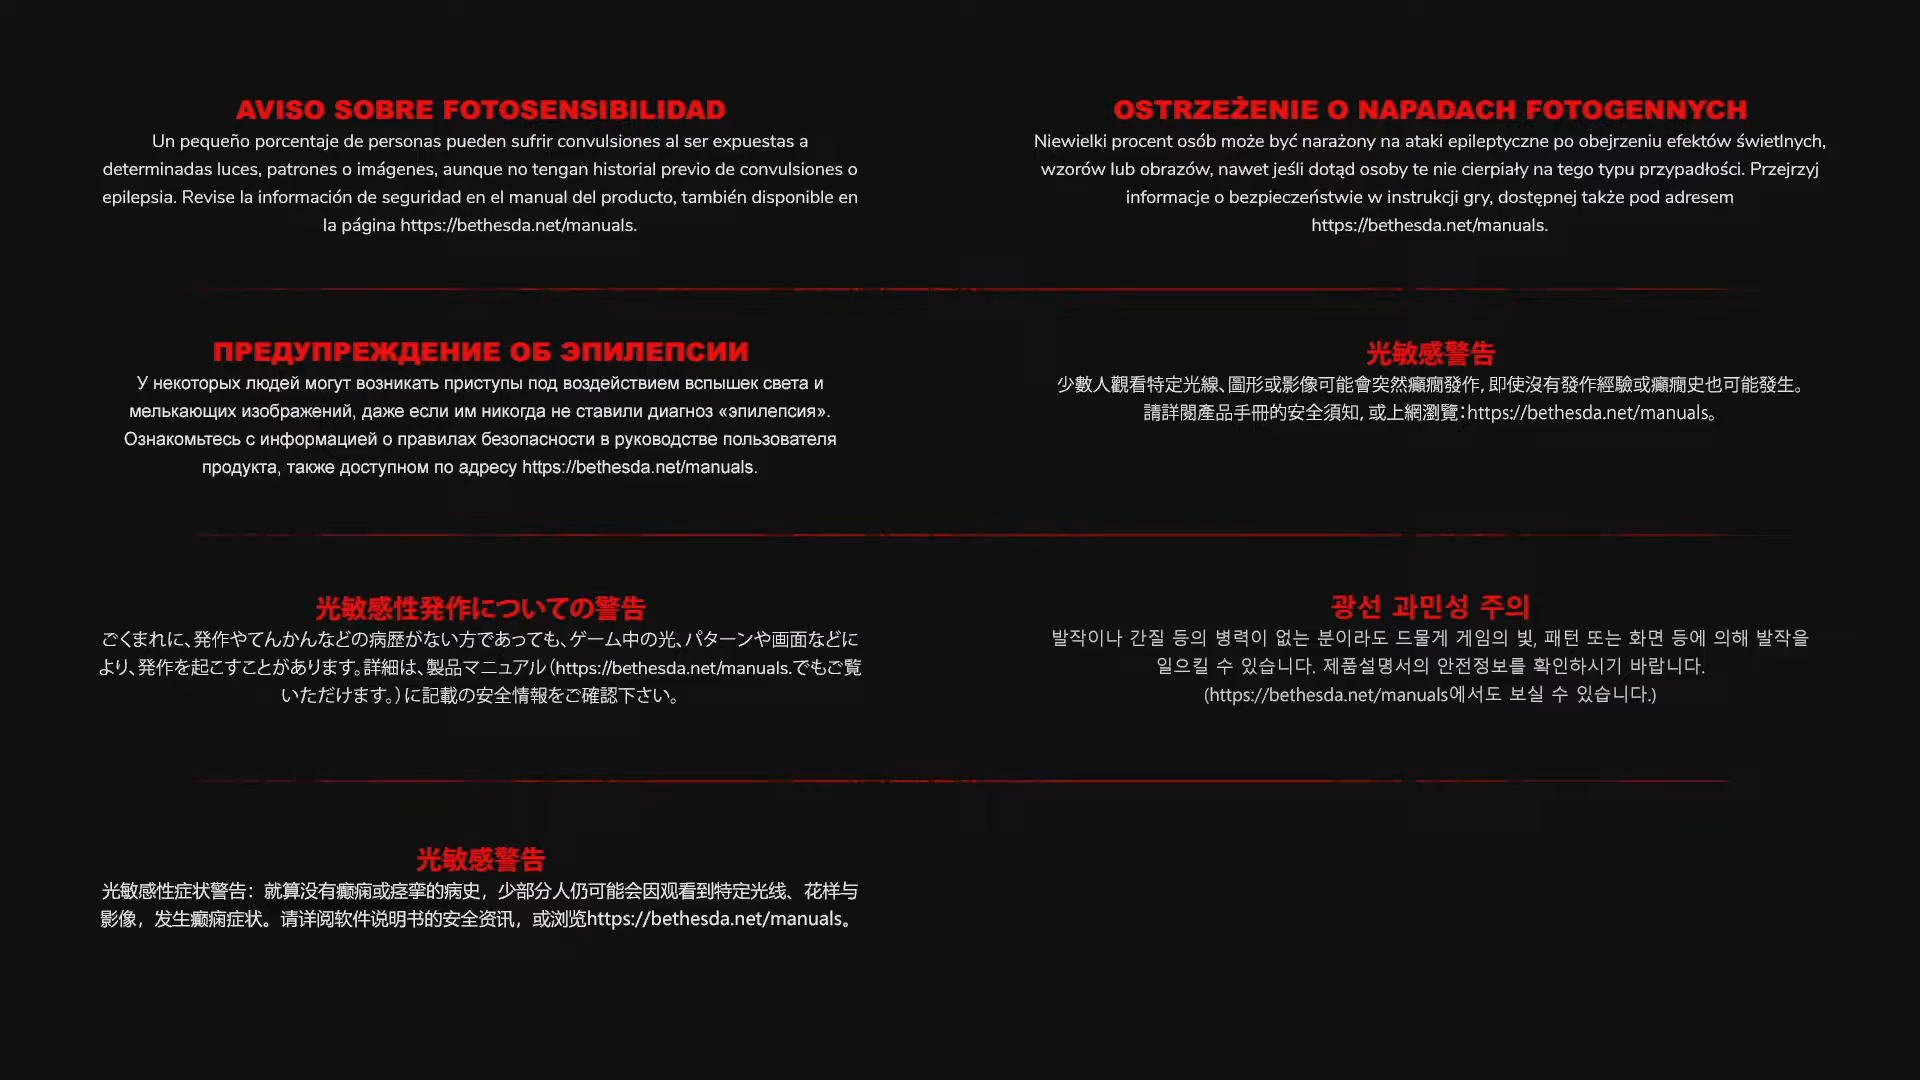 AVISO SOBRE FOTOSENSIBILIDAD
Un pequeño porcentaje de personas pueden sufrir convulsiones al ser expuestas a
determinadas luces, patrones o imágenes, aunque no tengan historial previo de convulsiones o
epilepsia. Revise la información de seguridad en el manual del producto, también disponible en
la página https://bethesda.net/manuals.
OSTRZEŻENIE O NAPADACH FOTOGENNYCH
Niewielki procent osób może być narażony na ataki epileptyczne po obejrzeniu efektów świetlnych,
wzorów lub obrazów, nawet jeśli dotąd osoby te nie cierpiały na tego typu przypadłości. Przejrzyj
informacje o bezpieczeństwie w instrukcji gry, dostępnej także pod adresem
https://bethesda.net/manuals.
ПРЕДУПРЕЖДЕНИЕ ОБ ЭПИЛЕПСИИ
У некоторых людей могут возникать приступы под воздействием вспышек света и
мелькающих изображений, даже если им никогда не ставили диагноз «эпилепсия».
Ознакомьтесь с информацией о правилах безопасности в руководстве пользователя
продукта, также доступном по адресу https://bethesda.net/manuals.
光敏感警告
少數人觀看特定光線、圖形或影像可能會突然癲癇發作，即使沒有發作經驗或癲癇史也可能發生。
請詳閱產品手冊的安全須知，或上網瀏覽：https://bethesda.net/manuals。
光敏感性発作についての警告
ごくまれに、発作やてんかんなどの病歴がない方であっても、ゲーム中の光、パターンや画面などに
より、発作を起こすことがあります。詳細は、製品マニュアル（https://bethesda.net/manuals.でもご覧
いただけます。）に記載の安全情報をご確認下さい。
광선 과민성 주의
발작이나 간질 등의 병력이 없는 분이라도 드물게 게임의 빛, 패턴 또는 화면 등에 의해 발작을
일으킬 수 있습니다. 제품설명서의 안전정보를 확인하시기 바랍니다.
(https://bethesda.net/manuals에서도 보실 수 있습니다.)
光敏感警告
光敏感性症状警告：就算没有癫痫或痉挛的病史，少部分人仍可能会因观看到特定光线、花样与
影像，发生癫痫症状。请详阅软件说明书的安全资讯，或浏览https://bethesda.net/manuals。